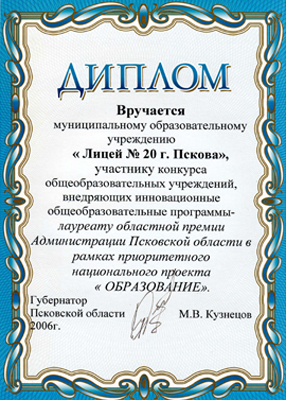 ДИПЛОМ
Вручается
муниципальному образовательному
учреждению
« Лицей № 20 г. Пскова»,
участнику конкурса
общеобразовательных учреждений,
внедряющих инновационные
общеобразовательные программы-
лауреату областной премии
Администрации Псковской области в
рамках приоритетного
национального проекта
« ОБРАЗОВАНИЕ».
Губернатор
Псковской области М.В. Кузнецов
2006г.